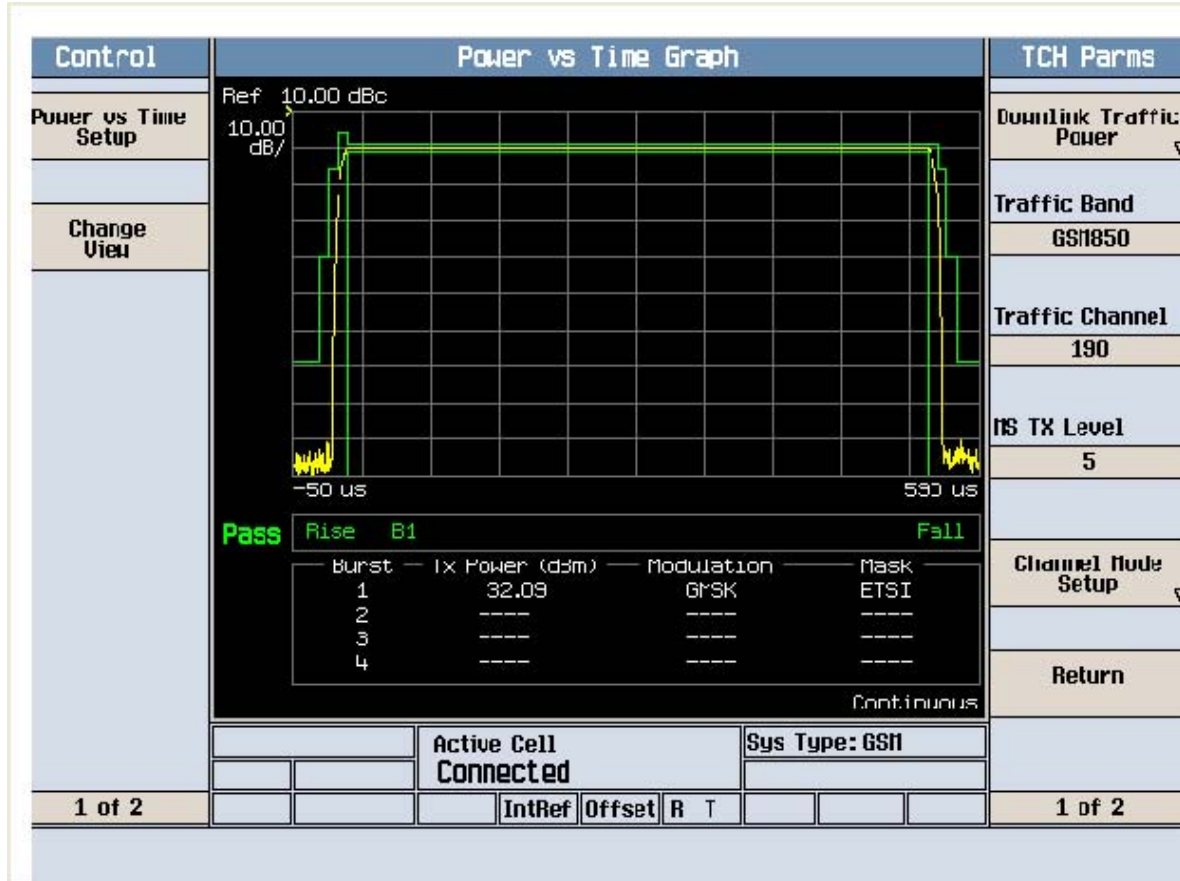 Control
Power vs Time
Setup
Change
View
1 of 2
Power vs Time Graph
Ref 10.00 dBc
10.00
dB/
-50 us
593 us
Pass
Rise B1 Fall
Burst Tx Power (dBm) Modulation Mask
1 32.09 GMSK ETSI
2 ---- ---- ----
3 ---- ---- ----
4 ---- ---- ----
Continuous
Active Cell
Connected
Sys Type: GSM
IntRef Offset R T
TCH Parms
Downlink Traffic
Power
Traffic Band
GSM850
Traffic Channel
190
MS TX Level
5
Channel Mode
Setup
Return
1 of 2